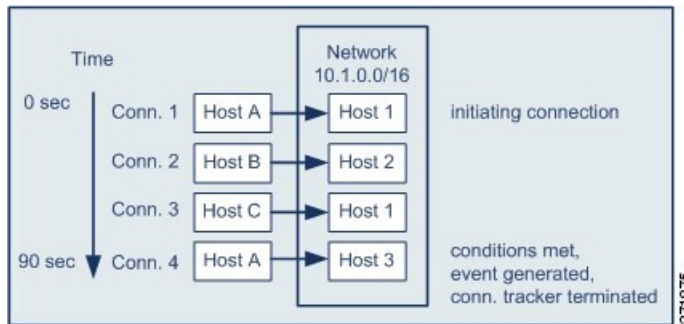 Time
Network
10.1.0.0/16
0 sec
Conn. 1 Host A Host 1 initiating connection
Conn. 2 Host B Host 2
Conn. 3 Host C Host 1
90 sec Conn. 4 Host A Host 3 conditions met,
event generated,
conn. tracker terminated
271975